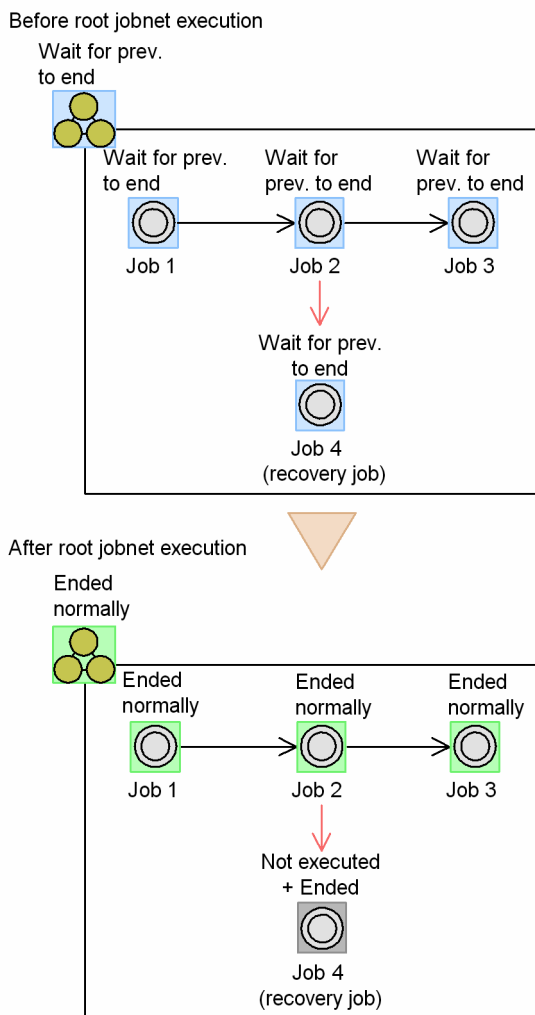 Before root jobnet execution
Wait for prev.
to end
Wait for prev.
to end
Wait for
prev. to end
Wait for
prev. to end
Job 1
Job 2
Job 3
Wait for prev.
to end
Job 4
(recovery job)
After root jobnet execution
Ended
normally
Ended
normally
Ended
normally
Ended
normally
Job 1
Job 2
Job 3
Not executed
+ Ended
Job 4
(recovery job)